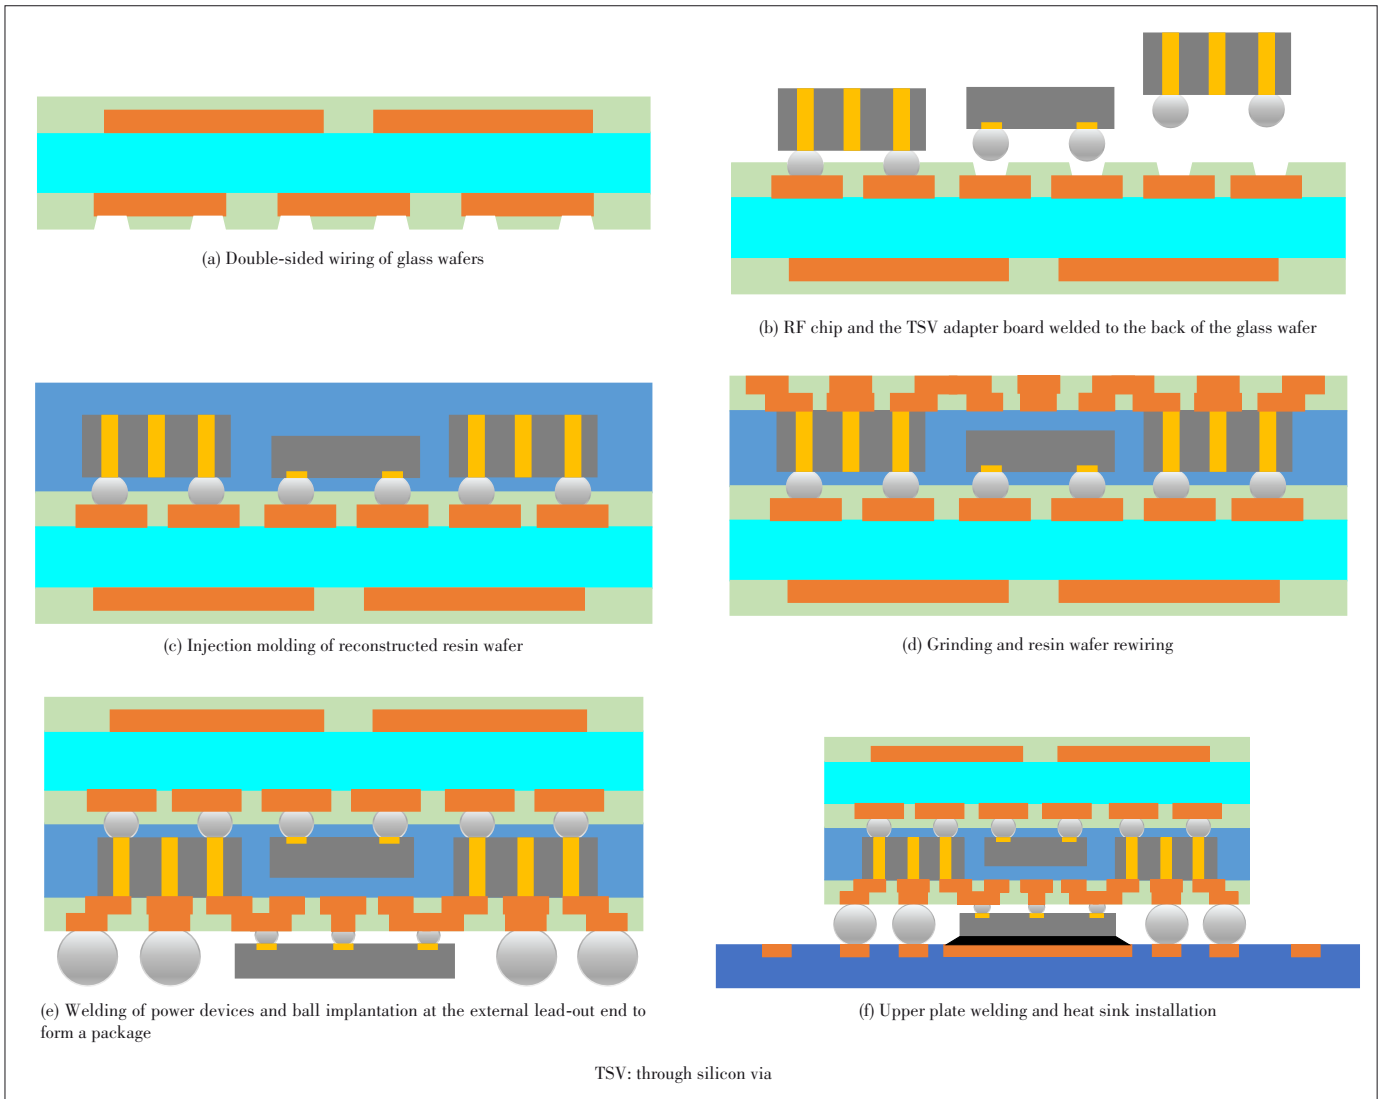 (a) Double-sided wiring of glass wafers
(b) RF chip and the TSV adapter board welded to the back of the glass wafer
(c) Injection molding of reconstructed resin wafer
(d) Grinding and resin wafer rewiring
(e) Welding of power devices and ball implantation at the external lead-out end to
form a package
(f) Upper plate welding and heat sink installation
TSV: through silicon via